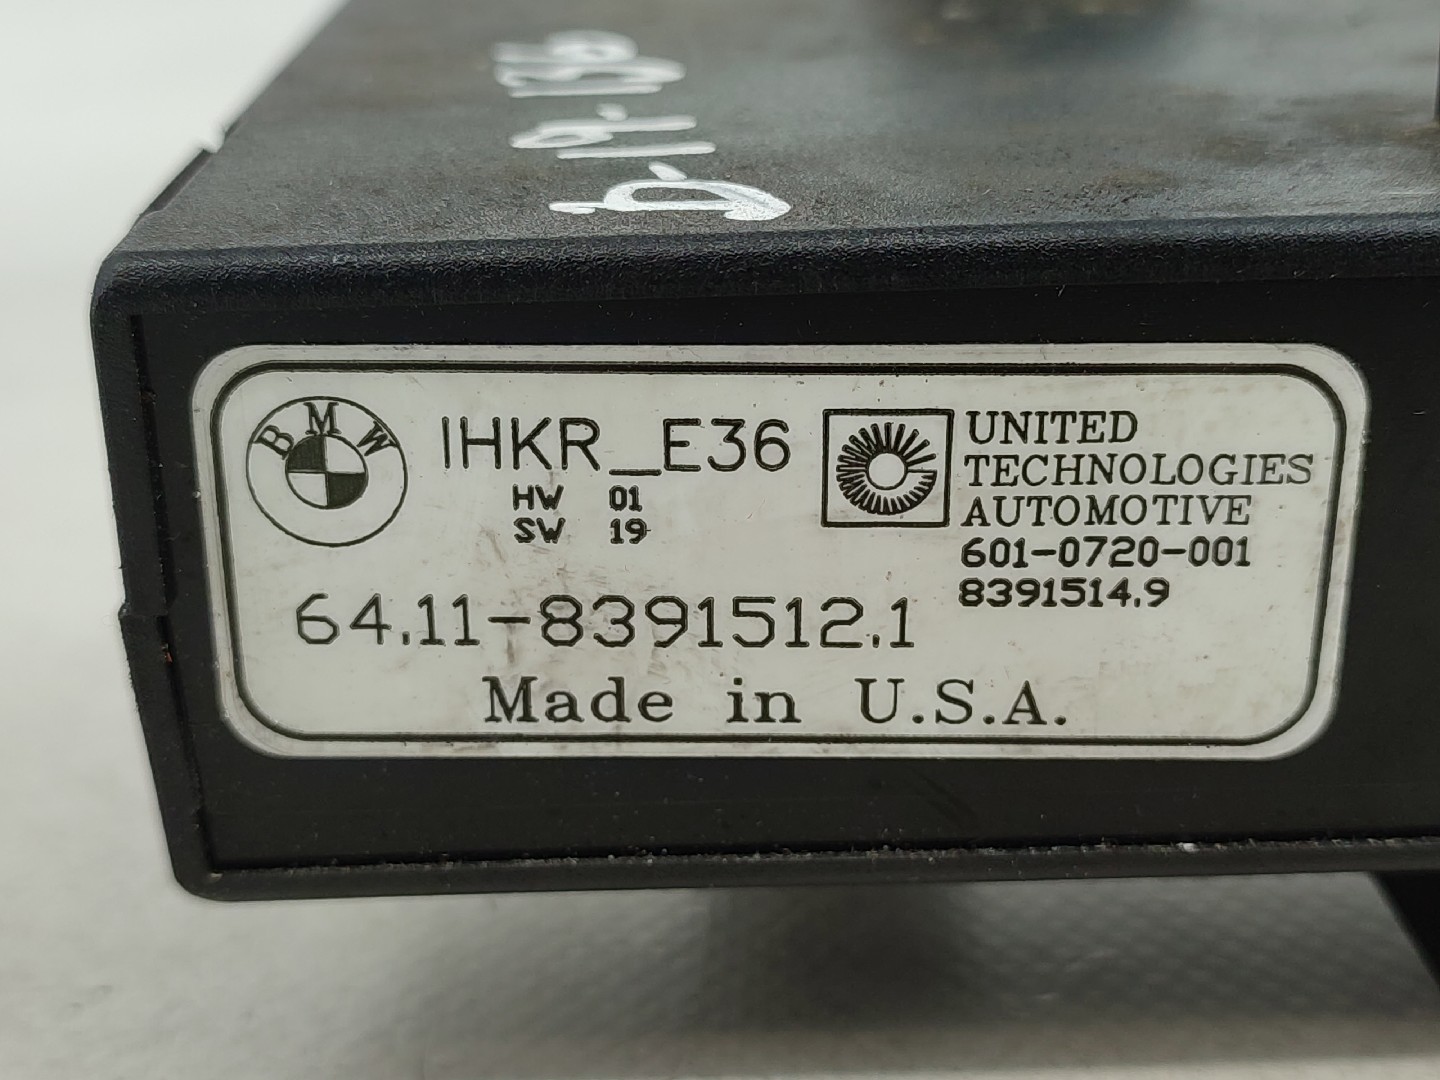 D-19-136
BMW
IHKR_E36
HW 01
SW 19
64.11-8391512.1
UNITED
TECHNOLOGIES
AUTOMOTIVE
601-0720-001
8391514.9
Made in U.S.A.